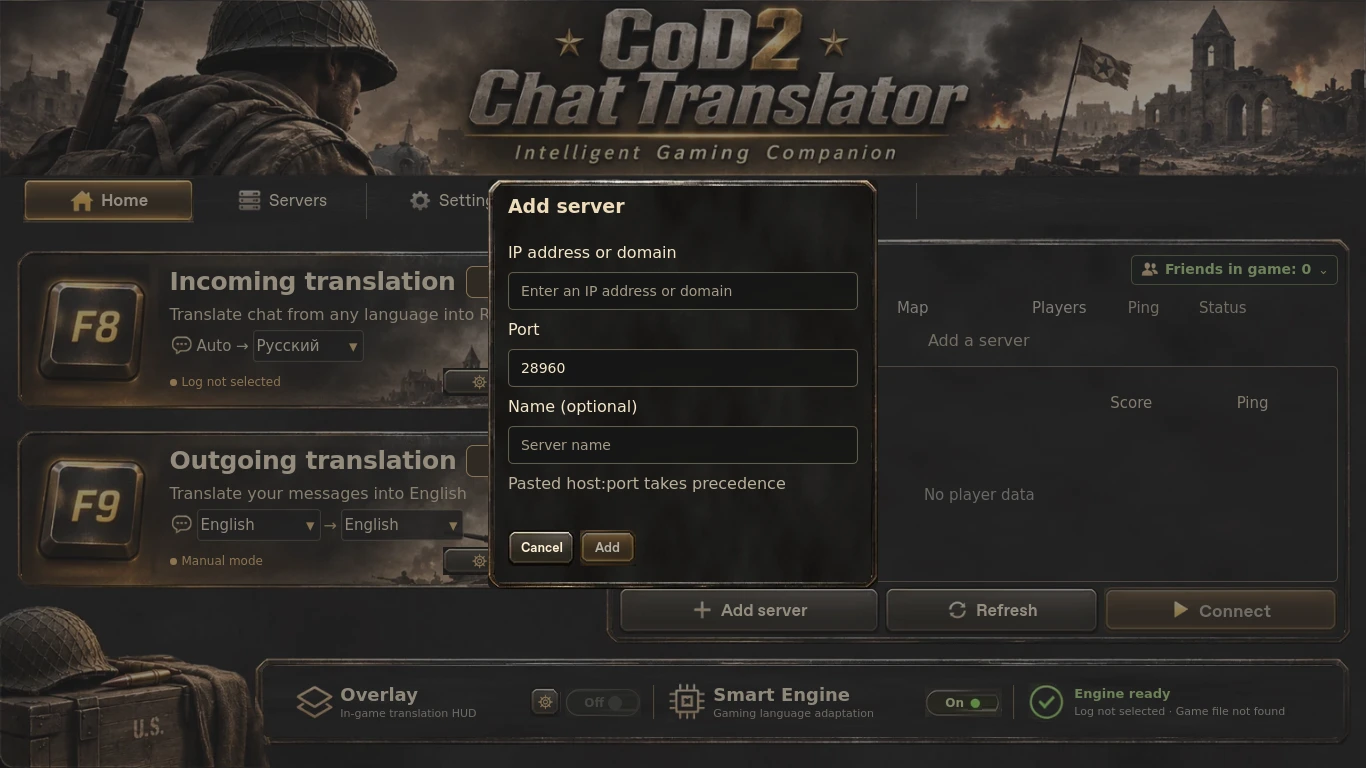 CoD2
Chat Translator
Intelligent Gaming Companion
Home
Servers
Add server
IP address or domain
Enter an IP address or domain
Port
28960
Name (optional)
Server name
Pasted host:port takes precedence
Cancel
Add
F8
Incoming translation
Translate chat from any language into
Auto → Русский ▾
Log not selected
F9
Outgoing translation
Translate your messages into English
English ▾ → English ▾
Manual mode
Friends in game: 0
Map Players Ping Status
Add a server
Score Ping
No player data
+ Add server
Refresh
Connect
U.S.
Overlay
In-game translation HUD
Off
Smart Engine
Gaming language adaptation
On
Engine ready
Log not selected · Game file not found